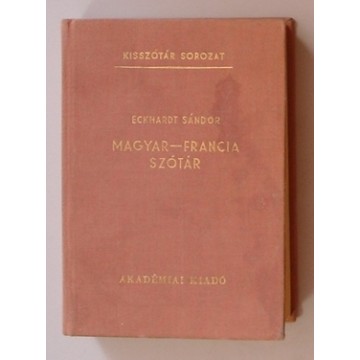 KISSZÓTÁR SOROZAT
ECKHARDT SÁNDOR
MAGYAR—FRANCIA
SZÓTÁR
AKADÉMIAI KIADÓ